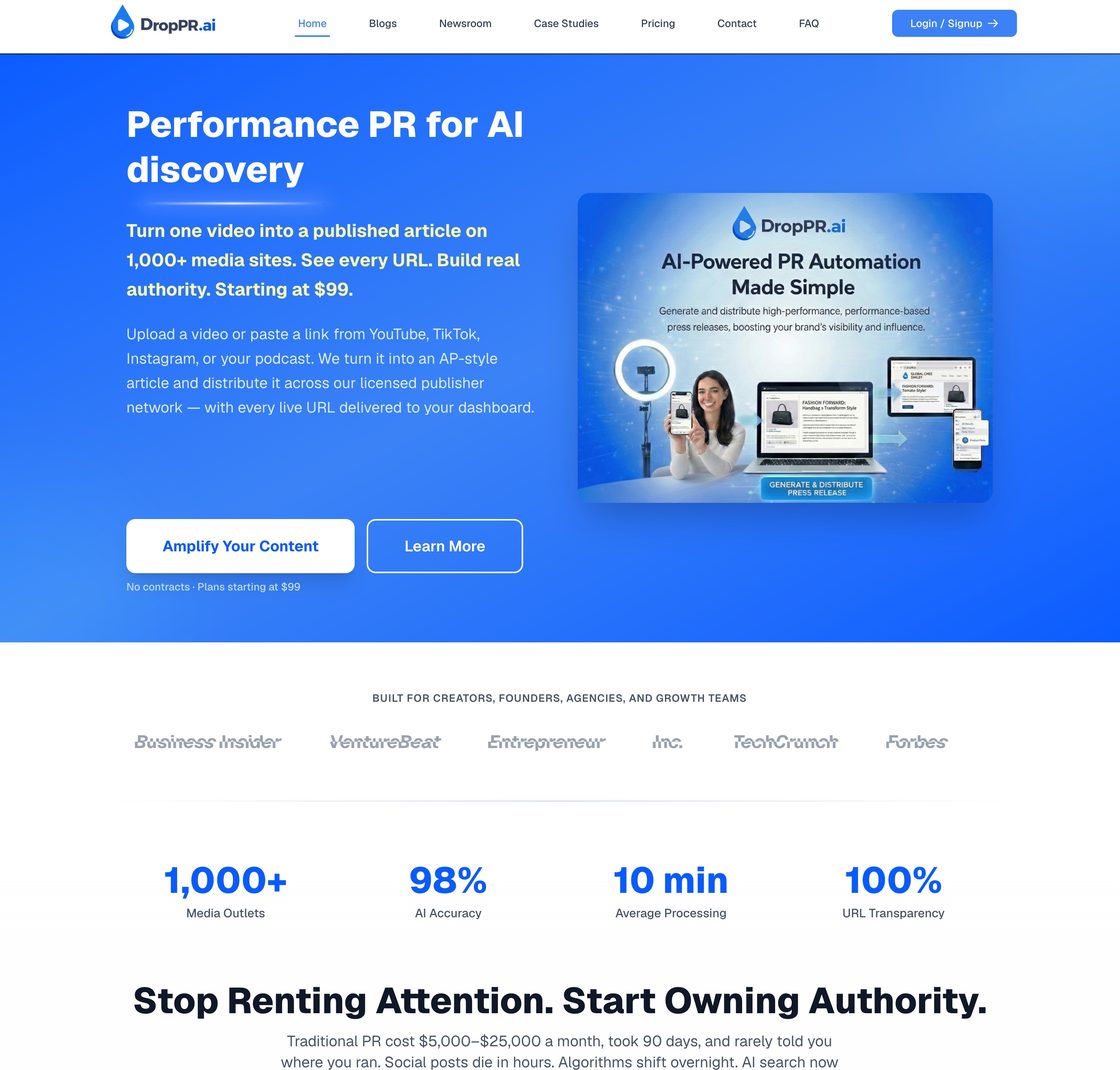 DropPR.ai
Home
Blogs
Newsroom
Case Studies
Pricing
Contact
FAQ
Login / Signup →
Performance PR for AI
discovery
Turn one video into a published article on
1,000+ media sites. See every URL. Build real
authority. Starting at $99.
Upload a video or paste a link from YouTube, TikTok,
Instagram, or your podcast. We turn it into an AP-style
article and distribute it across our licensed publisher
network — with every live URL delivered to your dashboard.
Amplify Your Content
Learn More
No contracts · Plans starting at $99
DropPR.ai
AI-Powered PR Automation
Made Simple
Generate and distribute high-performance, performance-based
press releases, boosting your brand's visibility and influence.
FASHION FORWARD:
Handbag s Transform Style
GENERATE & DISTRIBUTE
PRESS RELEASE
BUILT FOR CREATORS, FOUNDERS, AGENCIES, AND GROWTH TEAMS
Business Insider
VentureBeat
Entrepreneur
Inc.
TechCrunch
Forbes
1,000+
Media Outlets
98%
AI Accuracy
10 min
Average Processing
100%
URL Transparency
Stop Renting Attention. Start Owning Authority.
Traditional PR cost $5,000–$25,000 a month, took 90 days, and rarely told you
where you ran. Social posts die in hours. Algorithms shift overnight. AI search now